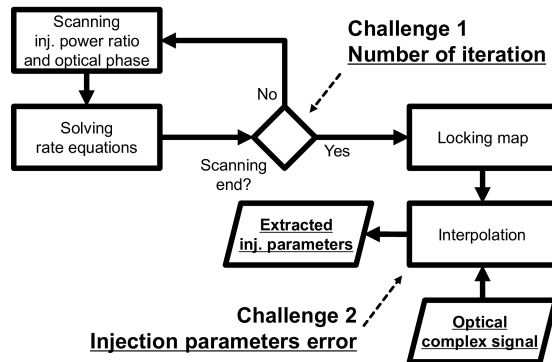 Scanning
inj. power ratio
and optical phase
Challenge 1
Number of iteration
No
Solving
rate equations
Yes
Locking map
Scanning
end?
Extracted
inj. parameters
Interpolation
Challenge 2
Injection parameters error
Optical
complex signal